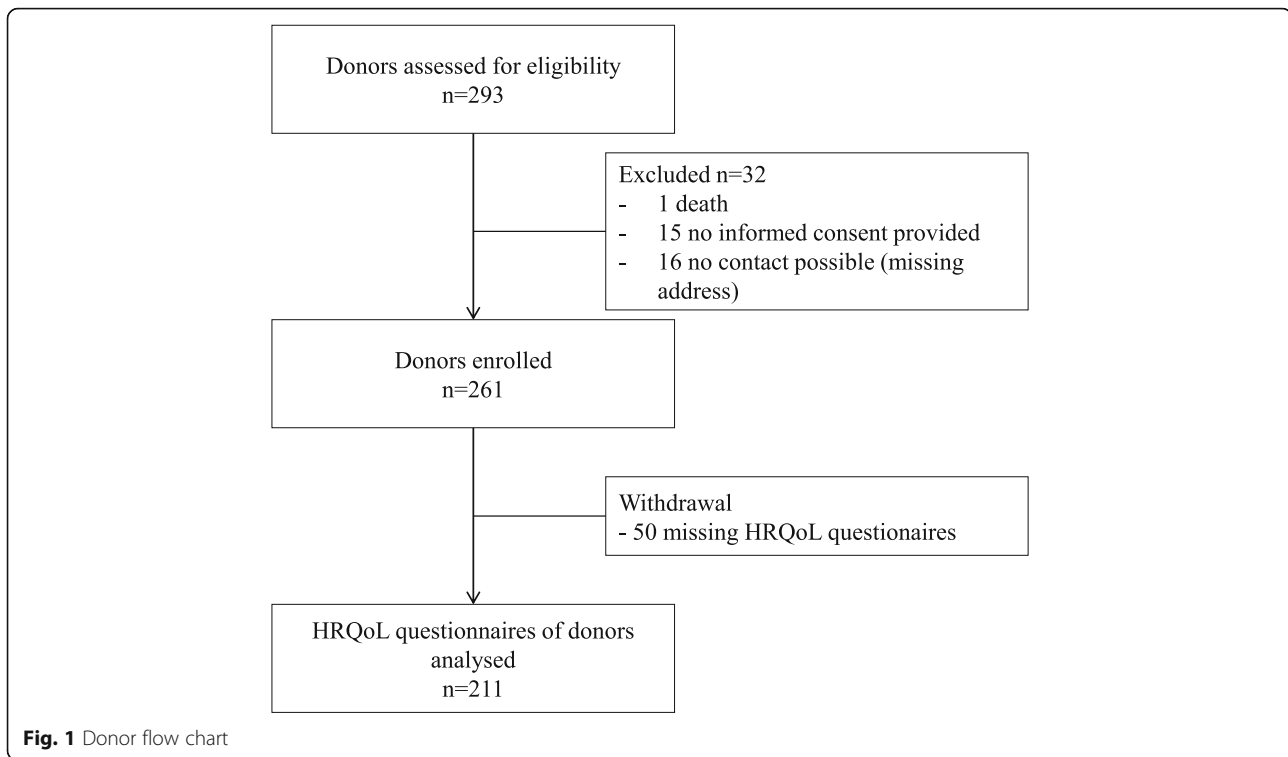 Donors assessed for eligibility
n=293
Excluded n=32
- 1 death
- 15 no informed consent provided
- 16 no contact possible (missing
address)
Donors enrolled
n=261
Withdrawal
- 50 missing HRQoL questionaires
HRQoL questionnaires of donors
analysed
n=211
Fig. 1 Donor flow chart